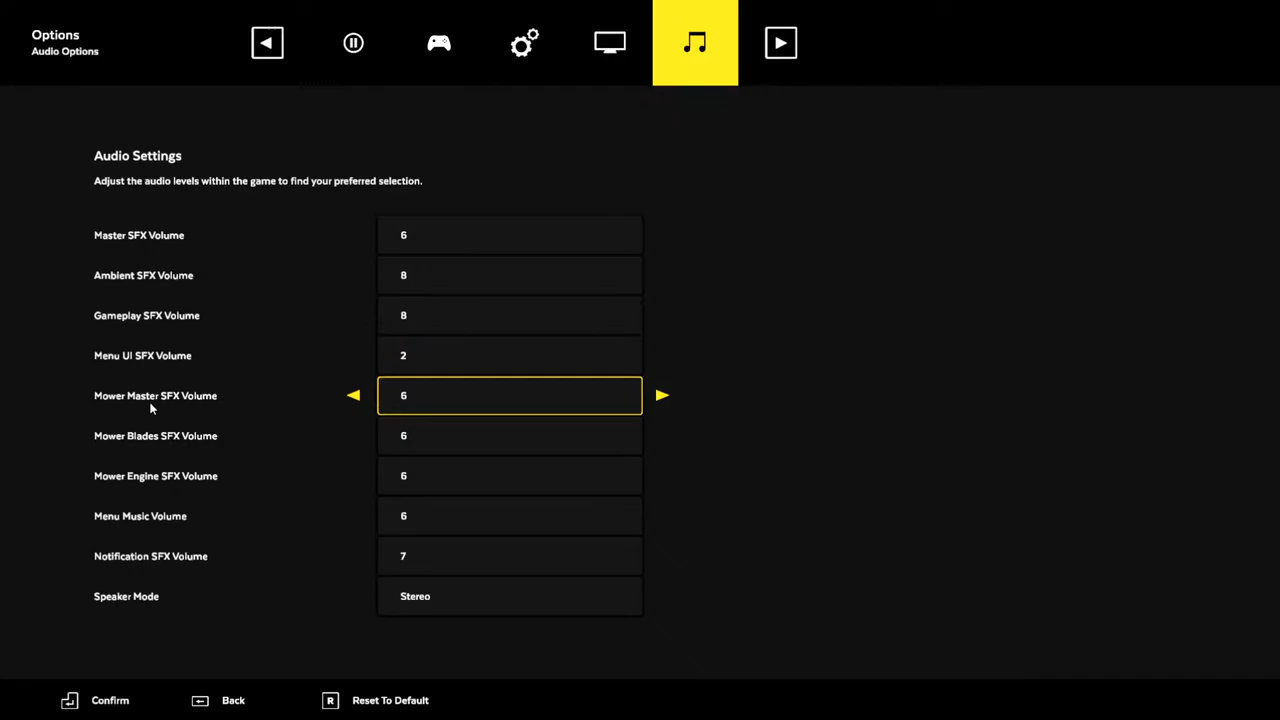 Options
Audio Options
Audio Settings
Adjust the audio levels within the game to find your preferred selection.
Master SFX Volume 6
Ambient SFX Volume 8
Gameplay SFX Volume 8
Menu UI SFX Volume 2
Mower Master SFX Volume 6
Mower Blades SFX Volume 6
Mower Engine SFX Volume 6
Menu Music Volume 6
Notification SFX Volume 7
Speaker Mode Stereo
Confirm Back R Reset To Default